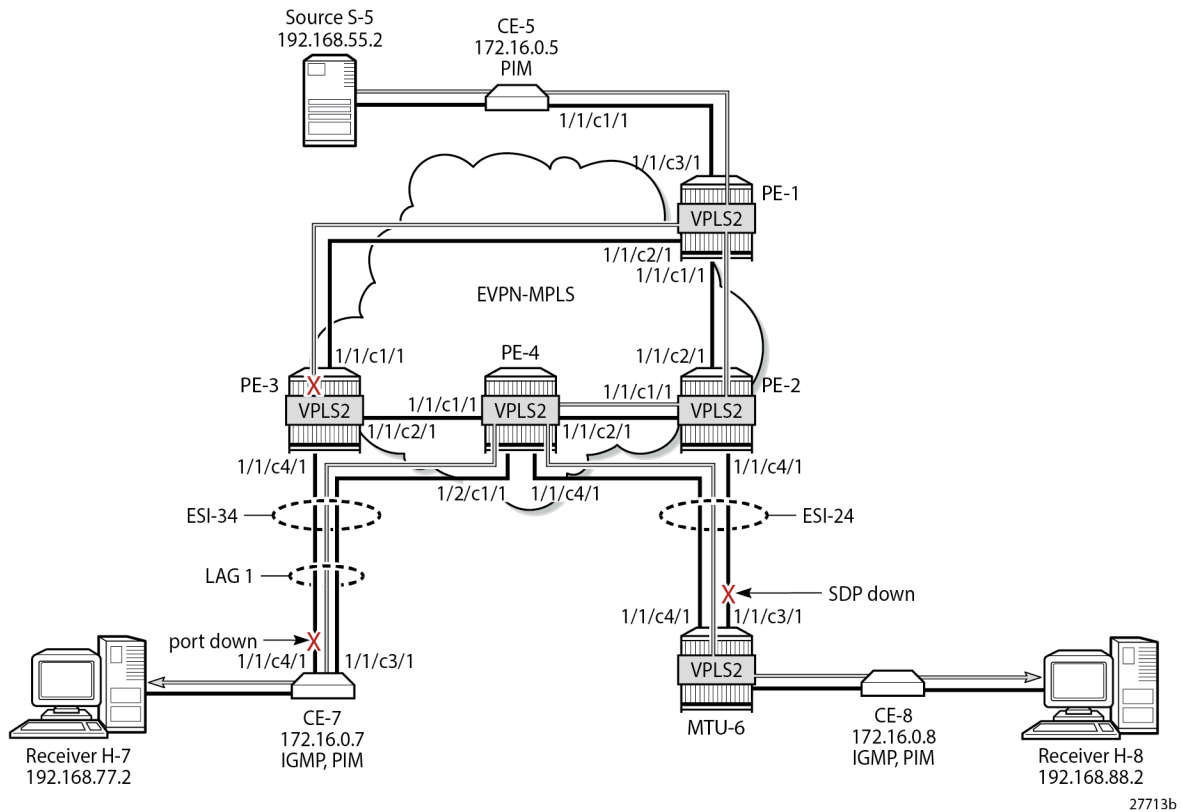 Source S-5
192.168.55.2
CE-5
172.16.0.5
PIM
1/1/c1/1
1/1/c3/1
PE-1
VPLS2
1/1/c2/1
1/1/c1/1
EVPN-MPLS
1/1/c1/1
PE-4
1/1/c2/1
PE-3
1/1/c1/1
PE-2
VPLS2
1/1/c1/1
VPLS2
VPLS2
1/1/c2/1
1/1/c2/1
1/1/c4/1
1/2/c1/1
1/1/c4/1
1/1/c4/1
ESI-34
ESI-24
LAG 1
SDP down
port down
1/1/c4/1
1/1/c3/1
1/1/c4/1
1/1/c3/1
VPLS2
MTU-6
CE-7
172.16.0.7
IGMP, PIM
CE-8
172.16.0.8
IGMP, PIM
Receiver H-7
192.168.77.2
Receiver H-8
192.168.88.2
27713b